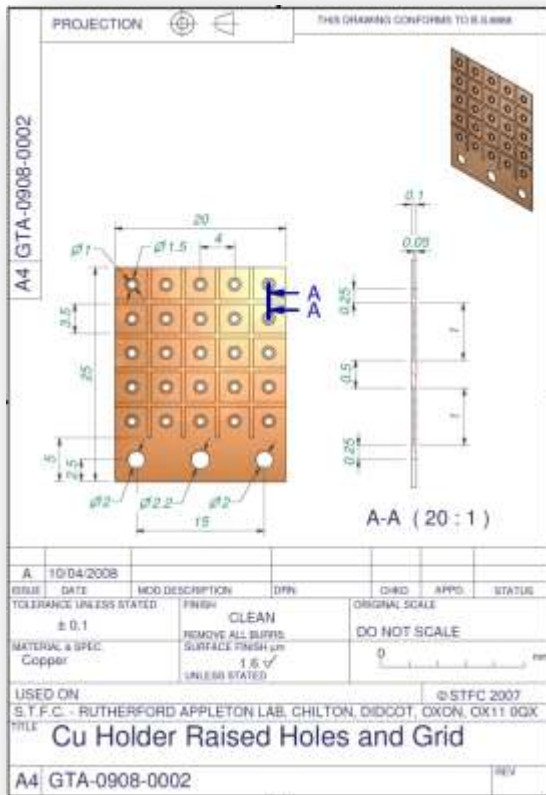 PROJECTION
THIS DRAWING CONFORMS TO B.S.8888
A4 GTA-0908-0002
20
Ø1
Ø1.5
4
A
A
3.5
25
5
2.5
Ø2
Ø2.2
Ø2
15
0.1
0.05
0.25
1
0.5
1
0.25
A-A ( 20 : 1 )
A 10/04/2008
ISSUE DATE MOD DESCRIPTION DRN CHKD APPD STATUS
TOLERANCE UNLESS STATED
± 0.1
FINISH
CLEAN
REMOVE ALL BURRS
ORIGINAL SCALE
DO NOT SCALE
MATERIAL & SPEC
Copper
SURFACE FINISH µm
1.6
UNLESS STATED
0 mm
USED ON
© STFC 2007
S.T.F.C. - RUTHERFORD APPLETON LAB, CHILTON, DIDCOT, OXON, OX11 0QX
TITLE
Cu Holder Raised Holes and Grid
A4 GTA-0908-0002
REV